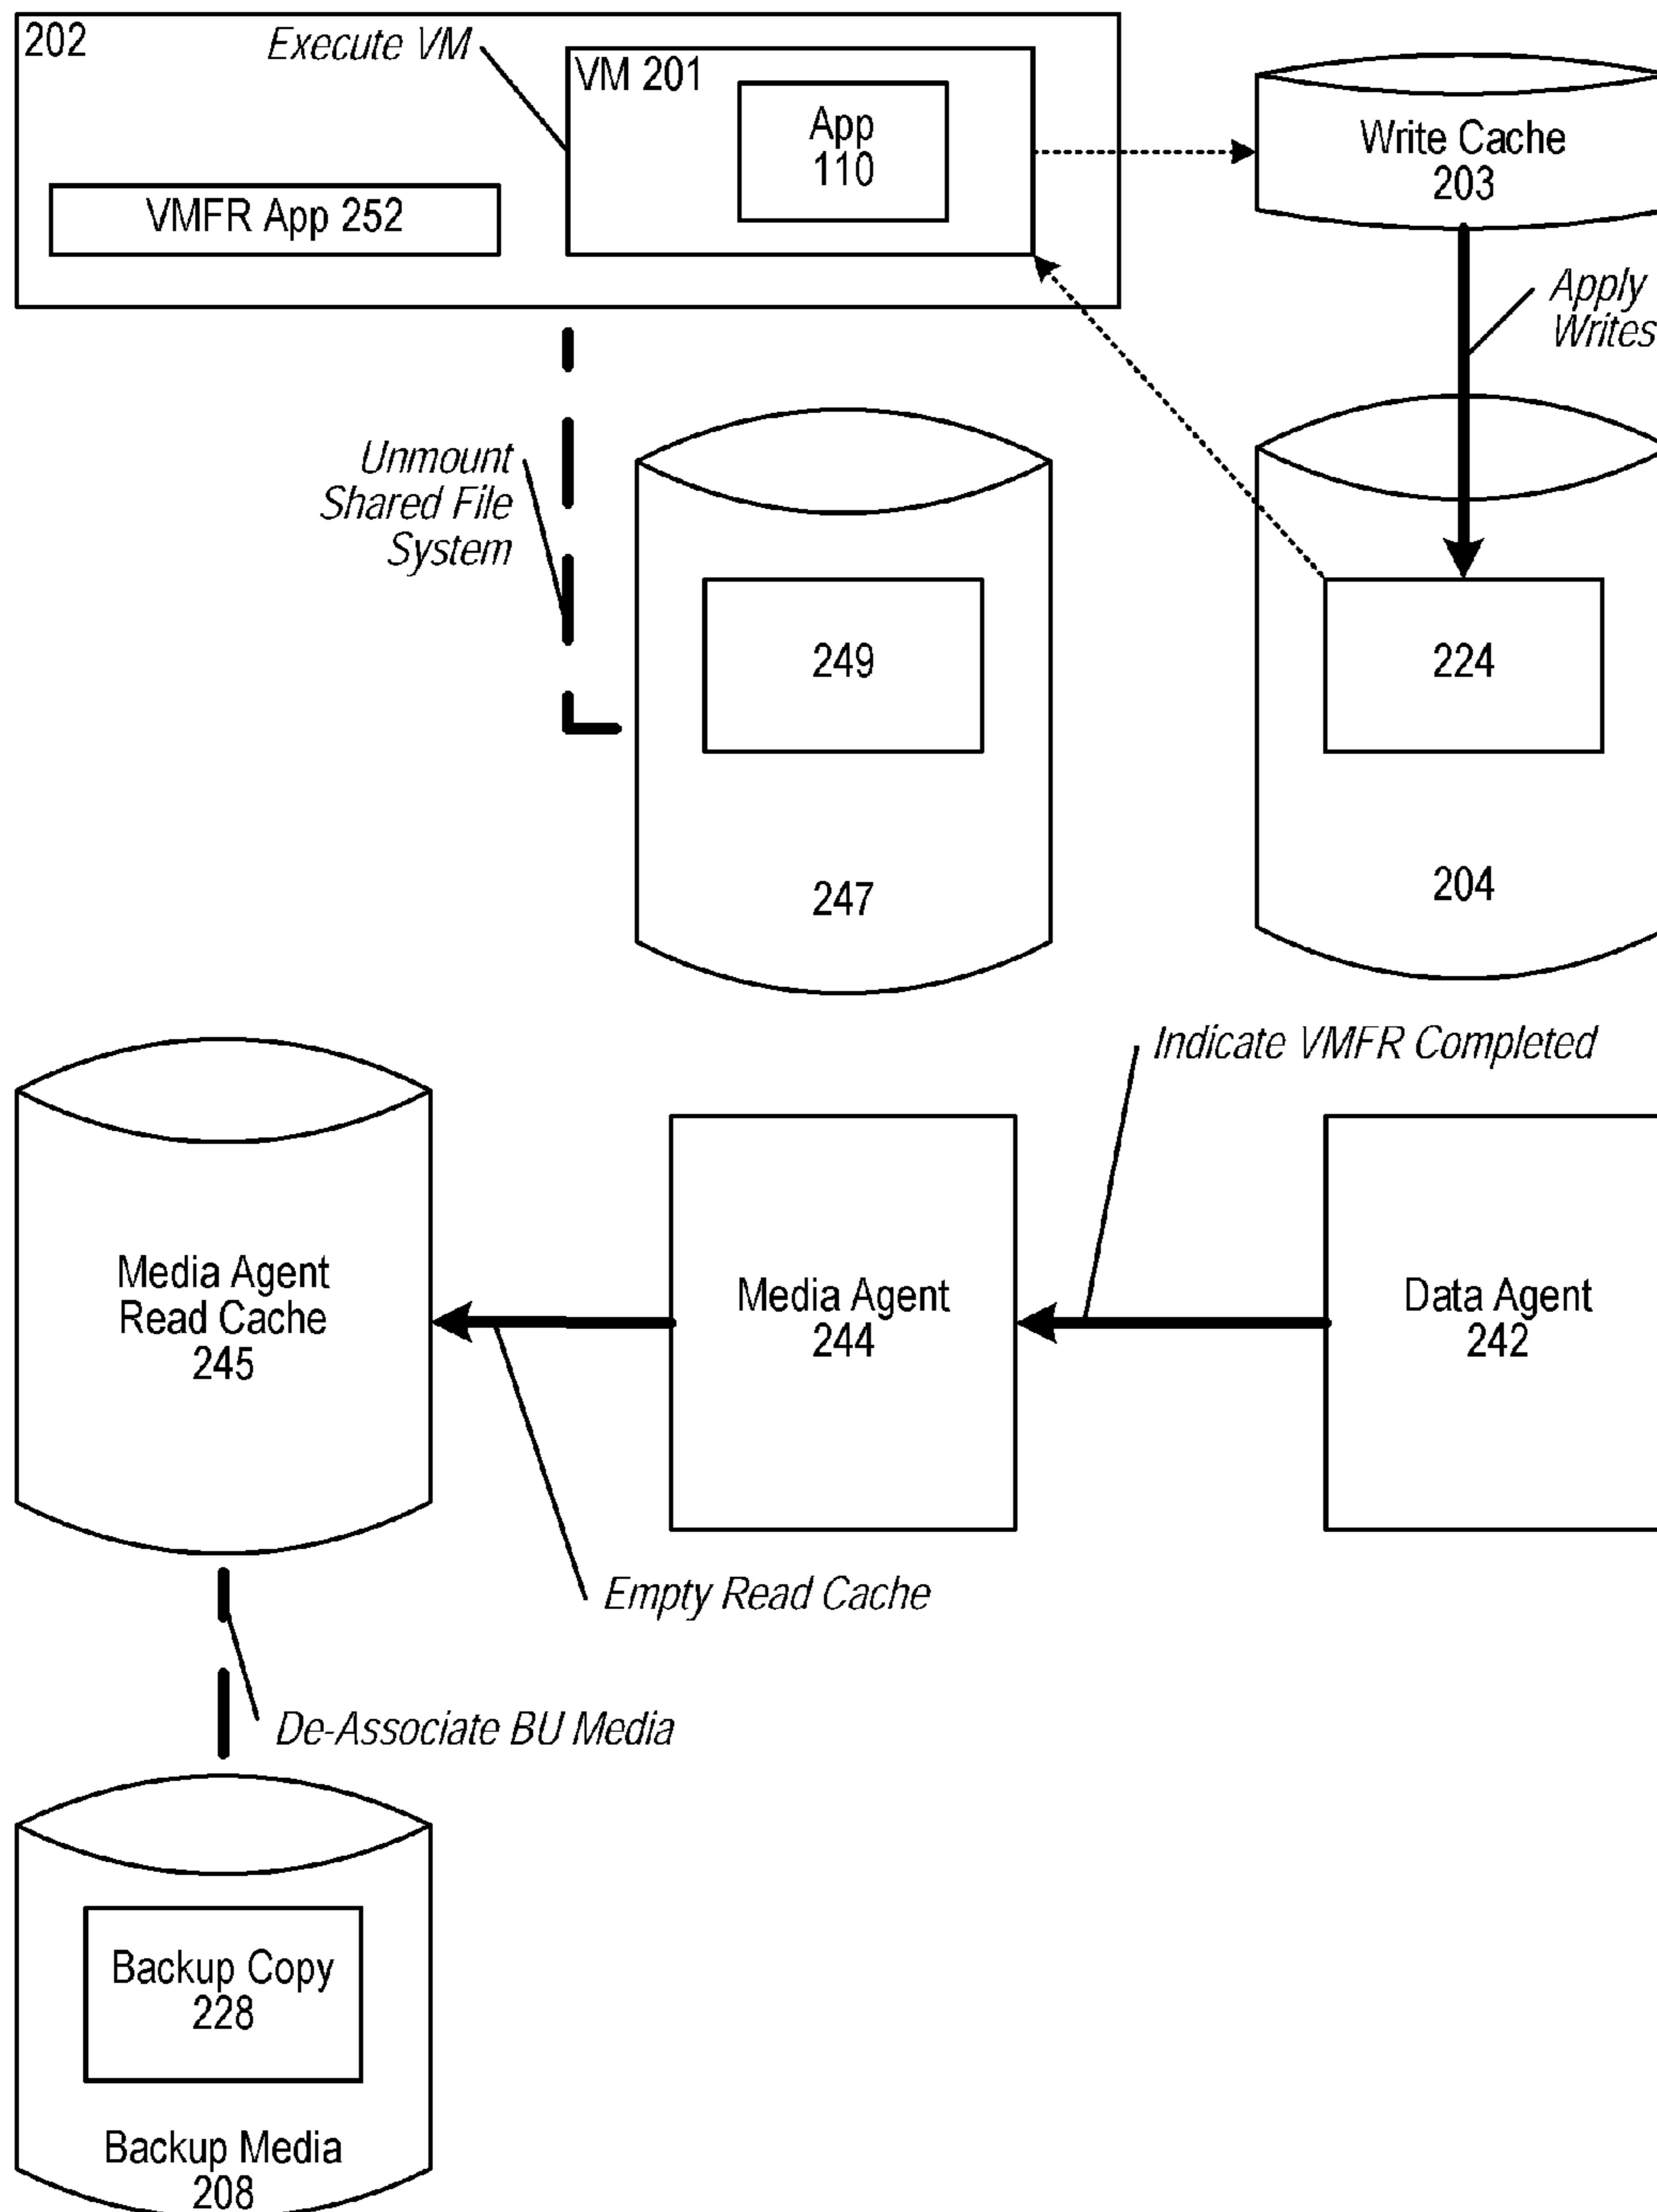 202
Execute VM
VM 201
App
110
VMFR App 252
Write Cache
203
Apply
Writes
Unmount
Shared File
System
249
247
224
204
Indicate VMFR Completed
Media Agent
Read Cache
245
Media Agent
244
Data Agent
242
Empty Read Cache
De-Associate BU Media
Backup Copy
228
Backup Media
208